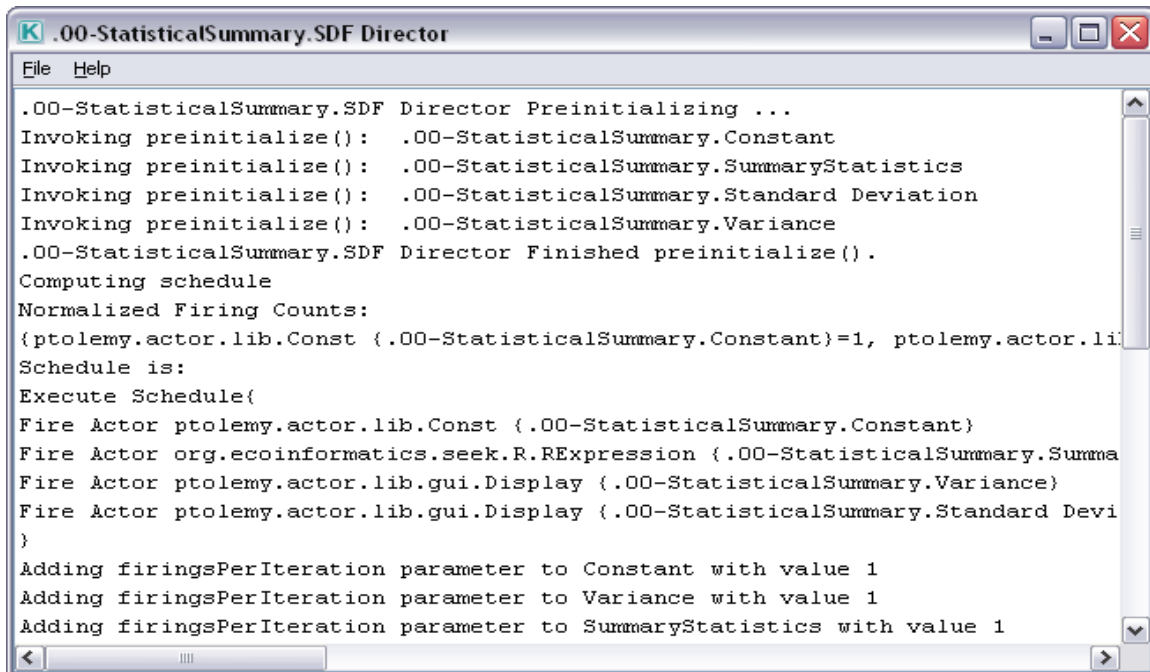 K .00-StatisticalSummary.SDF Director
File Help
.00-StatisticalSummary.SDF Director Preinitializing ...
Invoking preinitialize():  .00-StatisticalSummary.Constant
Invoking preinitialize():  .00-StatisticalSummary.SummaryStatistics
Invoking preinitialize():  .00-StatisticalSummary.Standard Deviation
Invoking preinitialize():  .00-StatisticalSummary.Variance
.00-StatisticalSummary.SDF Director Finished preinitialize().
Computing schedule
Normalized Firing Counts:
{ptolemy.actor.lib.Const {.00-StatisticalSummary.Constant}=1, ptolemy.actor.li
Schedule is:
Execute Schedule{
Fire Actor ptolemy.actor.lib.Const {.00-StatisticalSummary.Constant}
Fire Actor org.ecoinformatics.seek.R.RExpression {.00-StatisticalSummary.Summa
Fire Actor ptolemy.actor.lib.gui.Display {.00-StatisticalSummary.Variance}
Fire Actor ptolemy.actor.lib.gui.Display {.00-StatisticalSummary.Standard Devi
}
Adding firingsPerIteration parameter to Constant with value 1
Adding firingsPerIteration parameter to Variance with value 1
Adding firingsPerIteration parameter to SummaryStatistics with value 1